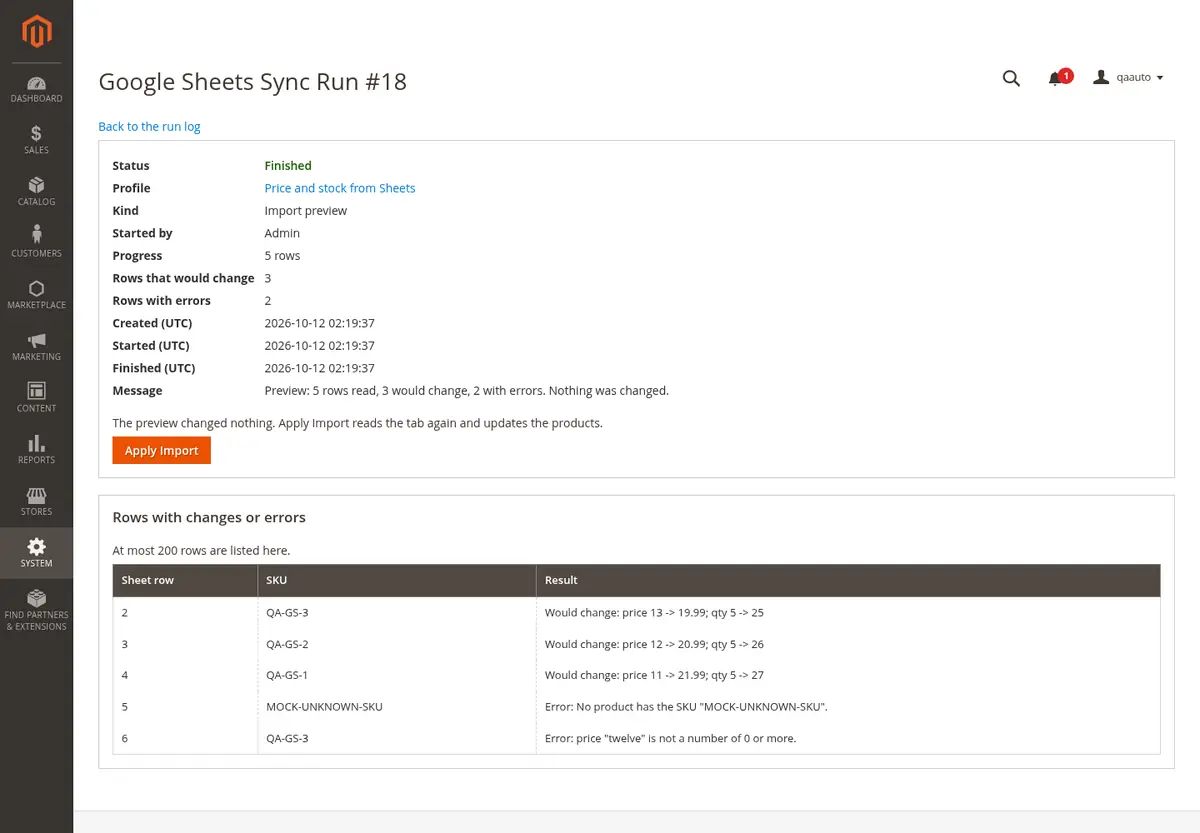 Google Sheets Sync Run #18
1
qaauto
DASHBOARD
SALES
CATALOG
CUSTOMERS
MARKETPLACE
MARKETING
CONTENT
REPORTS
STORES
SYSTEM
FIND PARTNERS
& EXTENSIONS
Back to the run log
Status Finished
Profile Price and stock from Sheets
Kind Import preview
Started by Admin
Progress 5 rows
Rows that would change 3
Rows with errors 2
Created (UTC) 2026-10-12 02:19:37
Started (UTC) 2026-10-12 02:19:37
Finished (UTC) 2026-10-12 02:19:37
Message Preview: 5 rows read, 3 would change, 2 with errors. Nothing was changed.
The preview changed nothing. Apply Import reads the tab again and updates the products.
Apply Import
Rows with changes or errors
At most 200 rows are listed here.
Sheet row SKU Result
2 QA-GS-3 Would change: price 13 -> 19.99; qty 5 -> 25
3 QA-GS-2 Would change: price 12 -> 20.99; qty 5 -> 26
4 QA-GS-1 Would change: price 11 -> 21.99; qty 5 -> 27
5 MOCK-UNKNOWN-SKU Error: No product has the SKU "MOCK-UNKNOWN-SKU".
6 QA-GS-3 Error: price "twelve" is not a number of 0 or more.